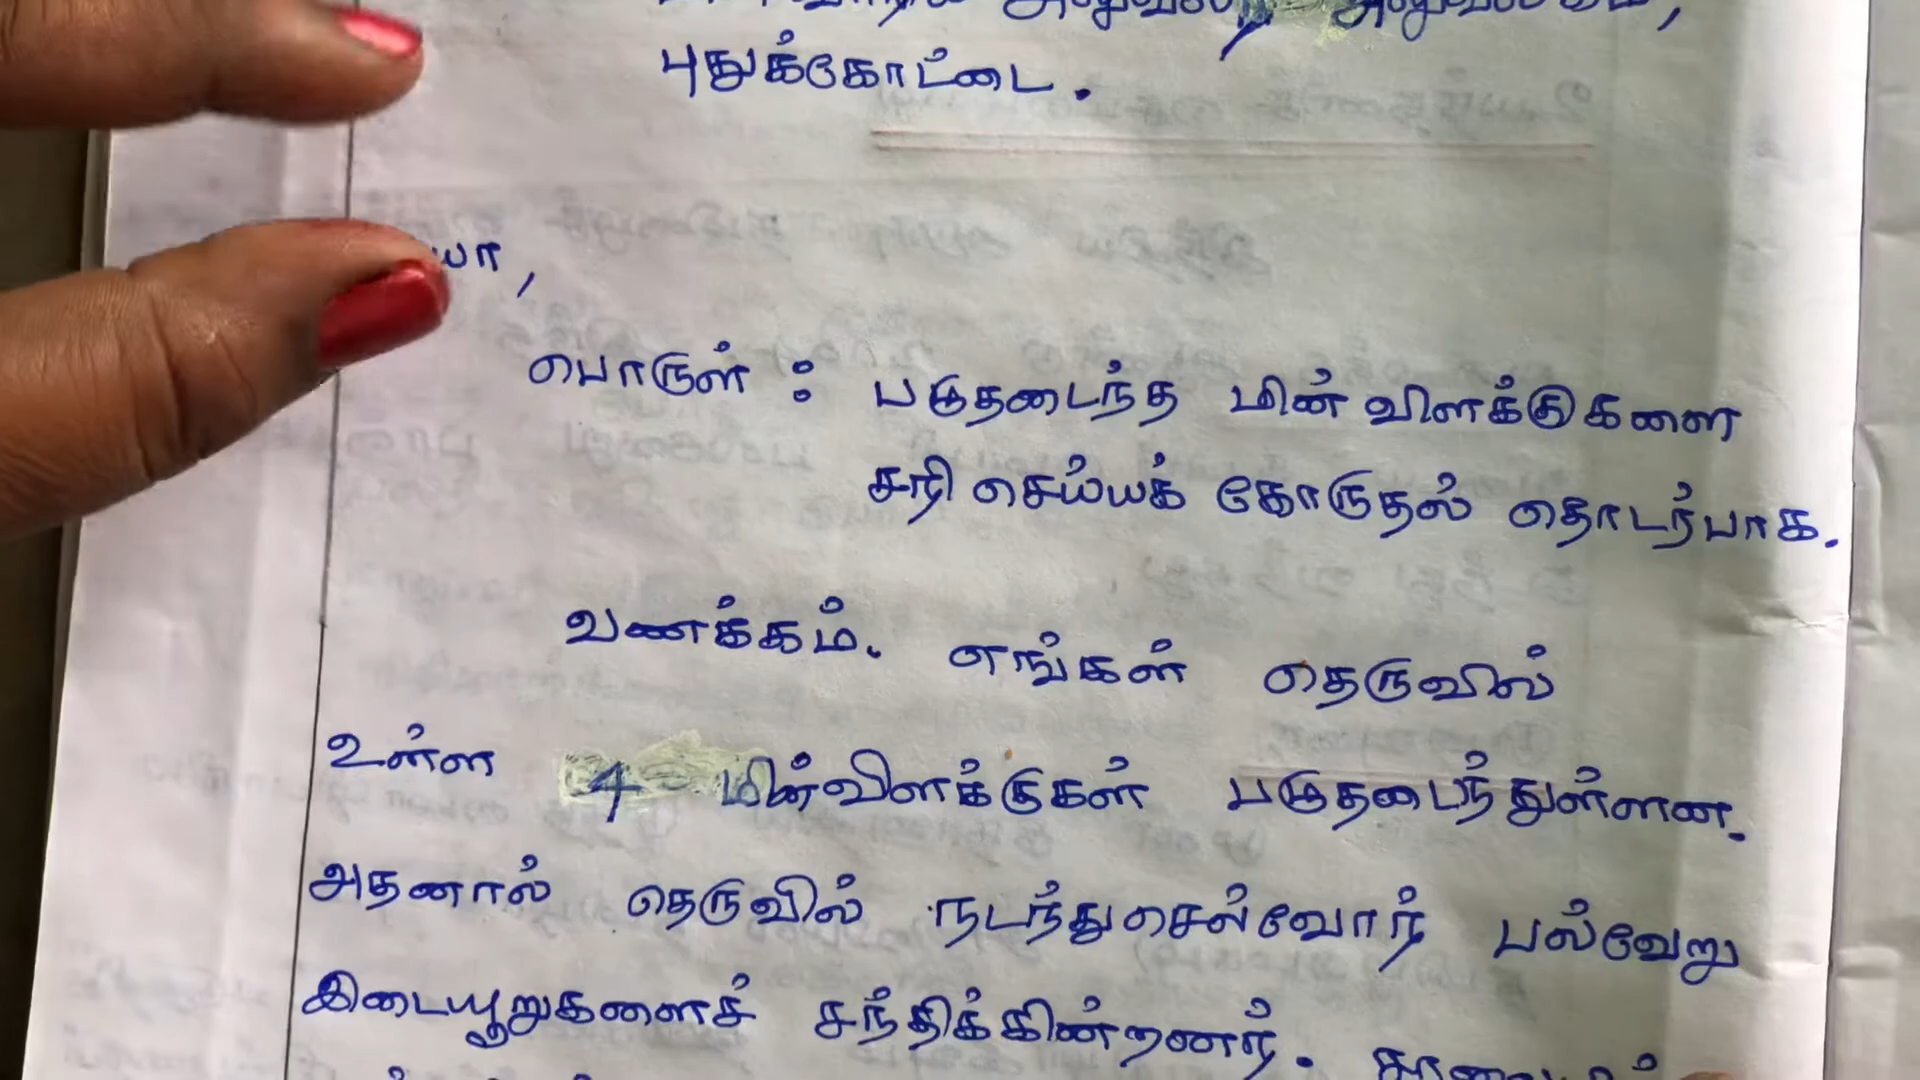 புதுக்கோட்டை.
யா,
பொருள் : பழுதடைந்த மின் விளக்குகளை
சரி செய்யக் கோருதல் தொடர்பாக.
வணக்கம். எங்கள் தெருவில்
உள்ள 4 மின்விளக்குகள் பழுதடைந்துள்ளன.
அதனால் தெருவில் நடந்துசெல்வோர் பல்வேறு
இடையூறுகளைச் சந்திக்கின்றனர்.